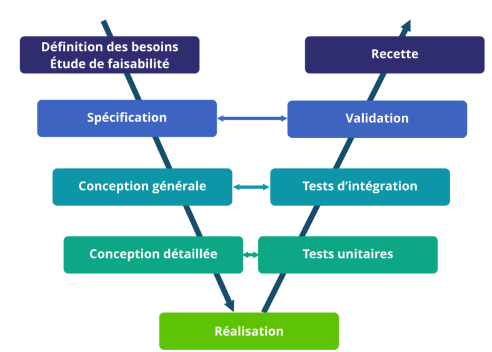 Définition des besoins
Étude de faisabilité
Recette
Spécification
Validation
Conception générale
Tests d'intégration
Conception détaillée
Tests unitaires
Réalisation